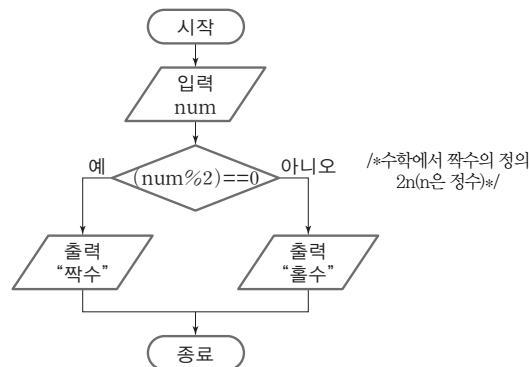 시작
입력
num
예
(num%2)==0
아니오
/*수학에서 짝수의 정의
2n(n은 정수)*/
출력
“짝수”
출력
“홀수”
종료